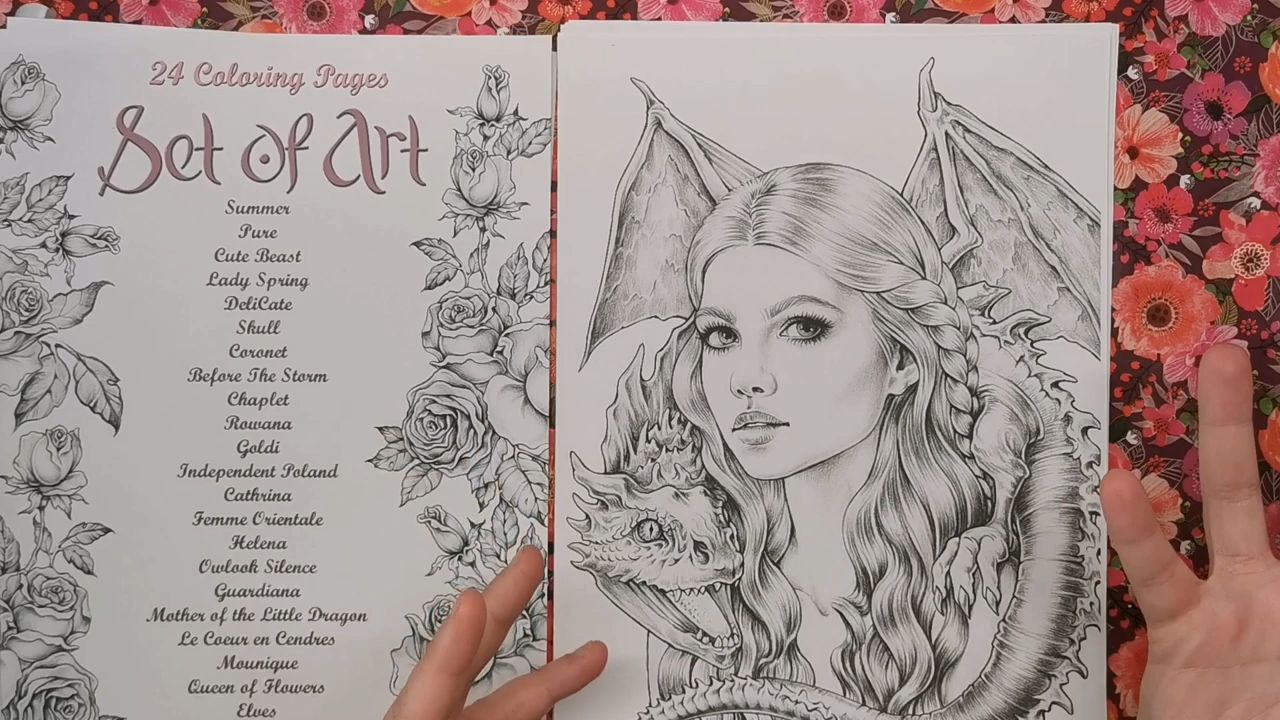 24 Coloring Pages
Set of Art
Summer
Pure
Cute Beast
Lady Spring
DeliCate
Skull
Coronet
Before The Storm
Chaplet
Rowana
Goldi
Independent Poland
Cathrina
Femme Orientale
Helena
Owlook Silence
Guardiana
Mother of the Little Dragon
Le Coeur en Cendres
Mounique
Queen of Flowers
Elves